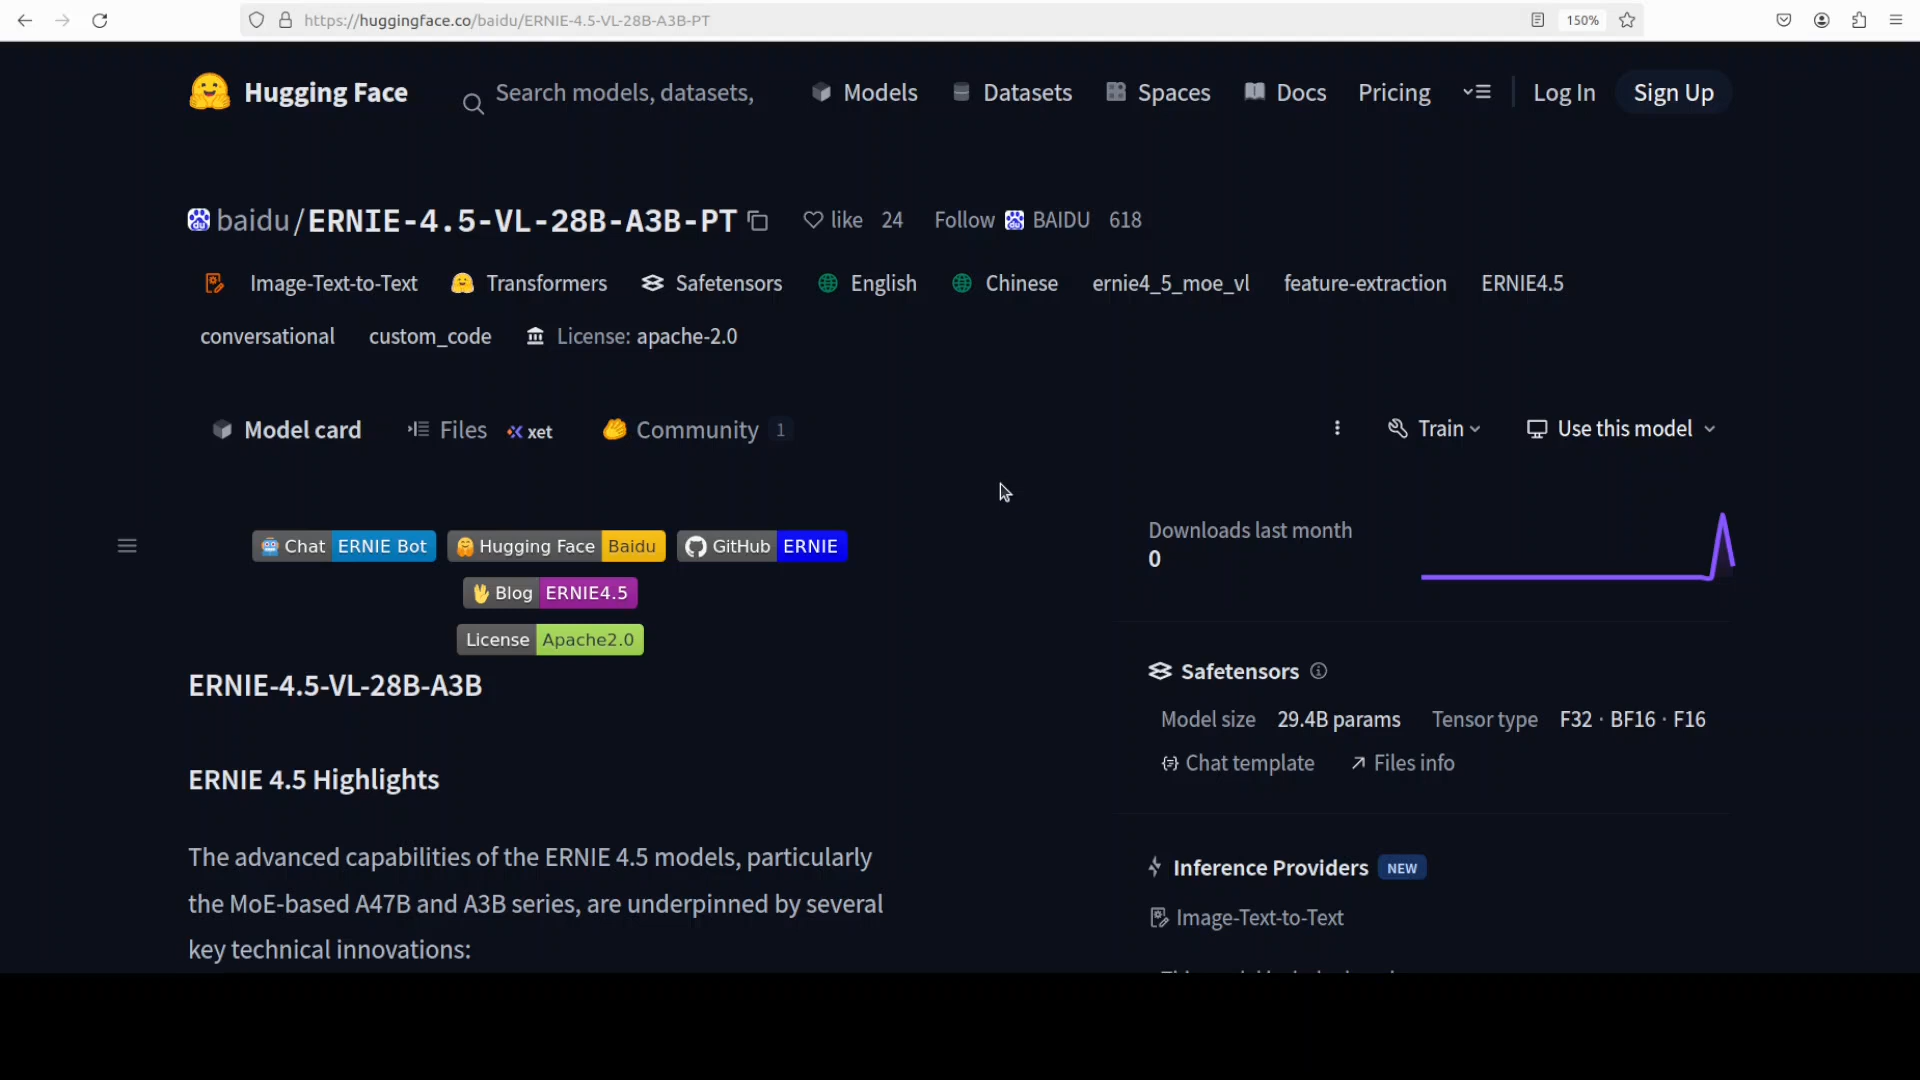 https://huggingface.co/baidu/ERNIE-4.5-VL-28B-A3B-PT 150%
Hugging Face Search models, datasets, Models Datasets Spaces Docs Pricing Log In Sign Up
baidu/ERNIE-4.5-VL-28B-A3B-PT like 24 Follow BAIDU 618
Image-Text-to-Text Transformers Safetensors English Chinese ernie4_5_moe_vl feature-extraction ERNIE4.5
conversational custom_code License: apache-2.0
Model card Files xet Community 1 Train Use this model
Chat ERNIE Bot Hugging Face Baidu GitHub ERNIE
Blog ERNIE4.5
License Apache2.0
ERNIE-4.5-VL-28B-A3B
ERNIE 4.5 Highlights
The advanced capabilities of the ERNIE 4.5 models, particularly
the MoE-based A47B and A3B series, are underpinned by several
key technical innovations:
Downloads last month
0
Safetensors
Model size 29.4B params Tensor type F32 · BF16 · F16
Chat template Files info
Inference Providers NEW
Image-Text-to-Text